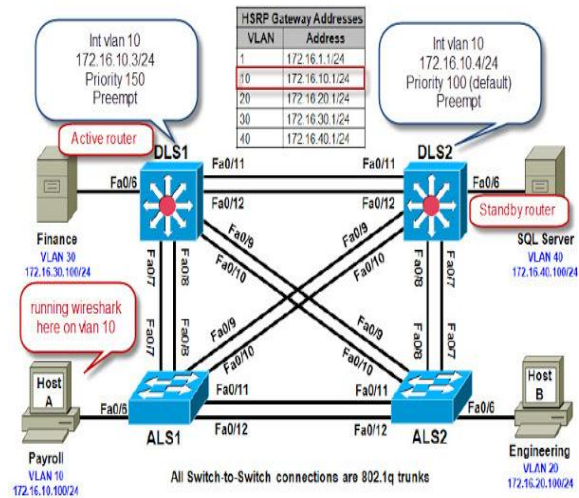 HSRP Gateway Addresses
VLAN Address
1 172.16.1.1/24
10 172.16.10.1/24
20 172.16.20.1/24
30 172.16.30.1/24
40 172.16.40.1/24
Int vlan 10
172.16.10.3/24
Priority 150
Preempt
Int vlan 10
172.16.10.4/24
Priority 100 (default)
Preempt
Active router
DLS1
DLS2
Fa0/11
Fa0/11
Fa0/6
Fa0/6
Fa0/12
Fa0/12
Standby router
Finance
VLAN 30
172.16.30.100/24
SQL Server
VLAN 40
172.16.40.100/24
Fa0/7
Fa0/8
Fa0/9
Fa0/10
Fa0/9
Fa0/10
Fa0/8
Fa0/7
running wireshark
here on vlan 10
Fa0/7
Fa0/8
Fa0/9
Fa0/10
Fa0/9
Fa0/10
Fa0/8
Fa0/7
Host
A
Fa0/6
Fa0/11
Fa0/11
Fa0/6
Host
B
Fa0/12
Fa0/12
ALS1
ALS2
Payroll
VLAN 10
172.16.10.100/24
All Switch-to-Switch connections are 802.1q trunks
Engineering
VLAN 20
172.16.20.100/24